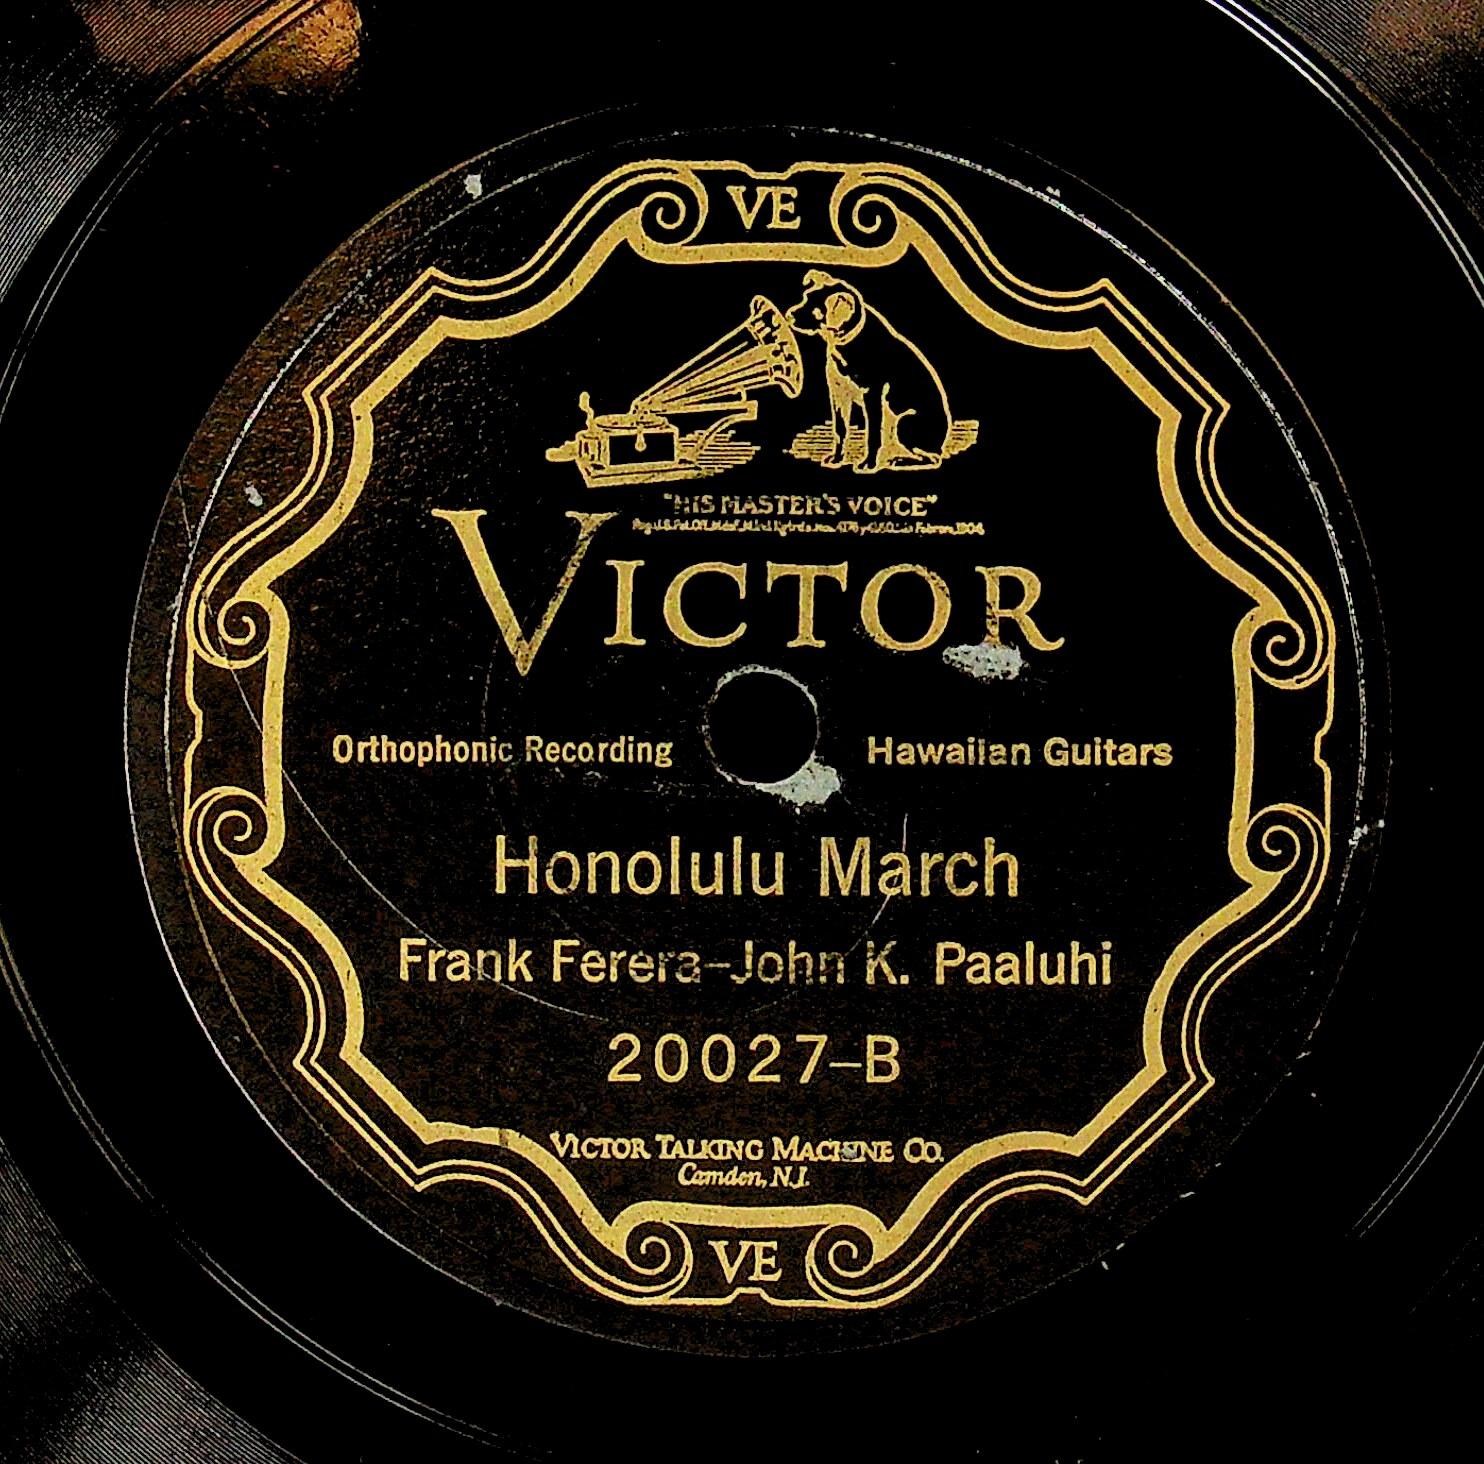 VE
"HIS MASTER'S VOICE"
VICTOR
Orthophonic Recording
Hawaiian Guitars
Honolulu March
Frank Ferera–John K. Paaluhi
20027–B
VICTOR TALKING MACHINE CO.
Camden, N.J.
VE